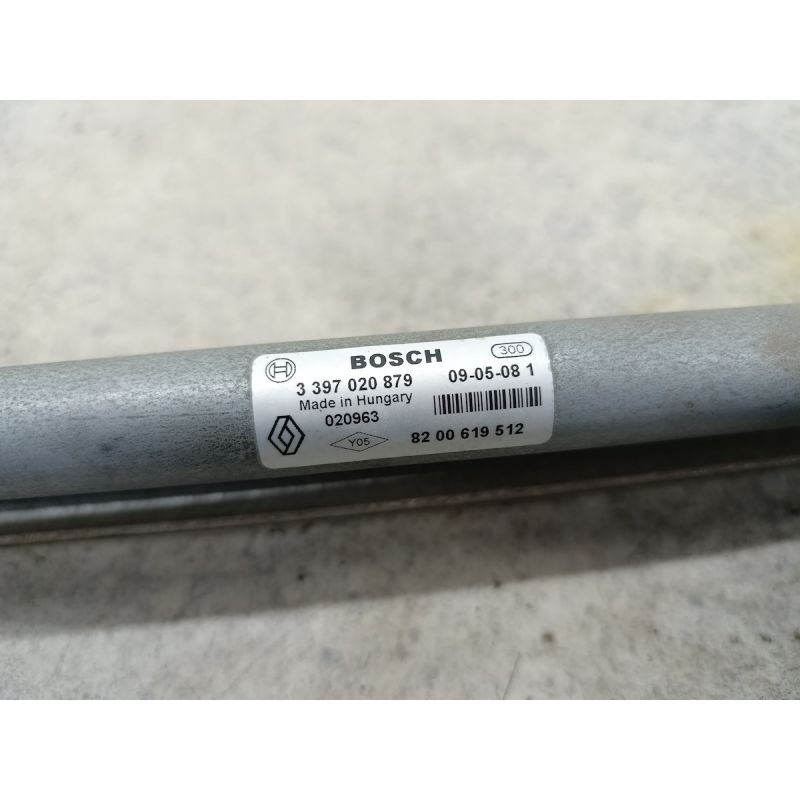 BOSCH 300
3 397 020 879 09-05-08 1
Made in Hungary
020963
Y05 82 00 619 512